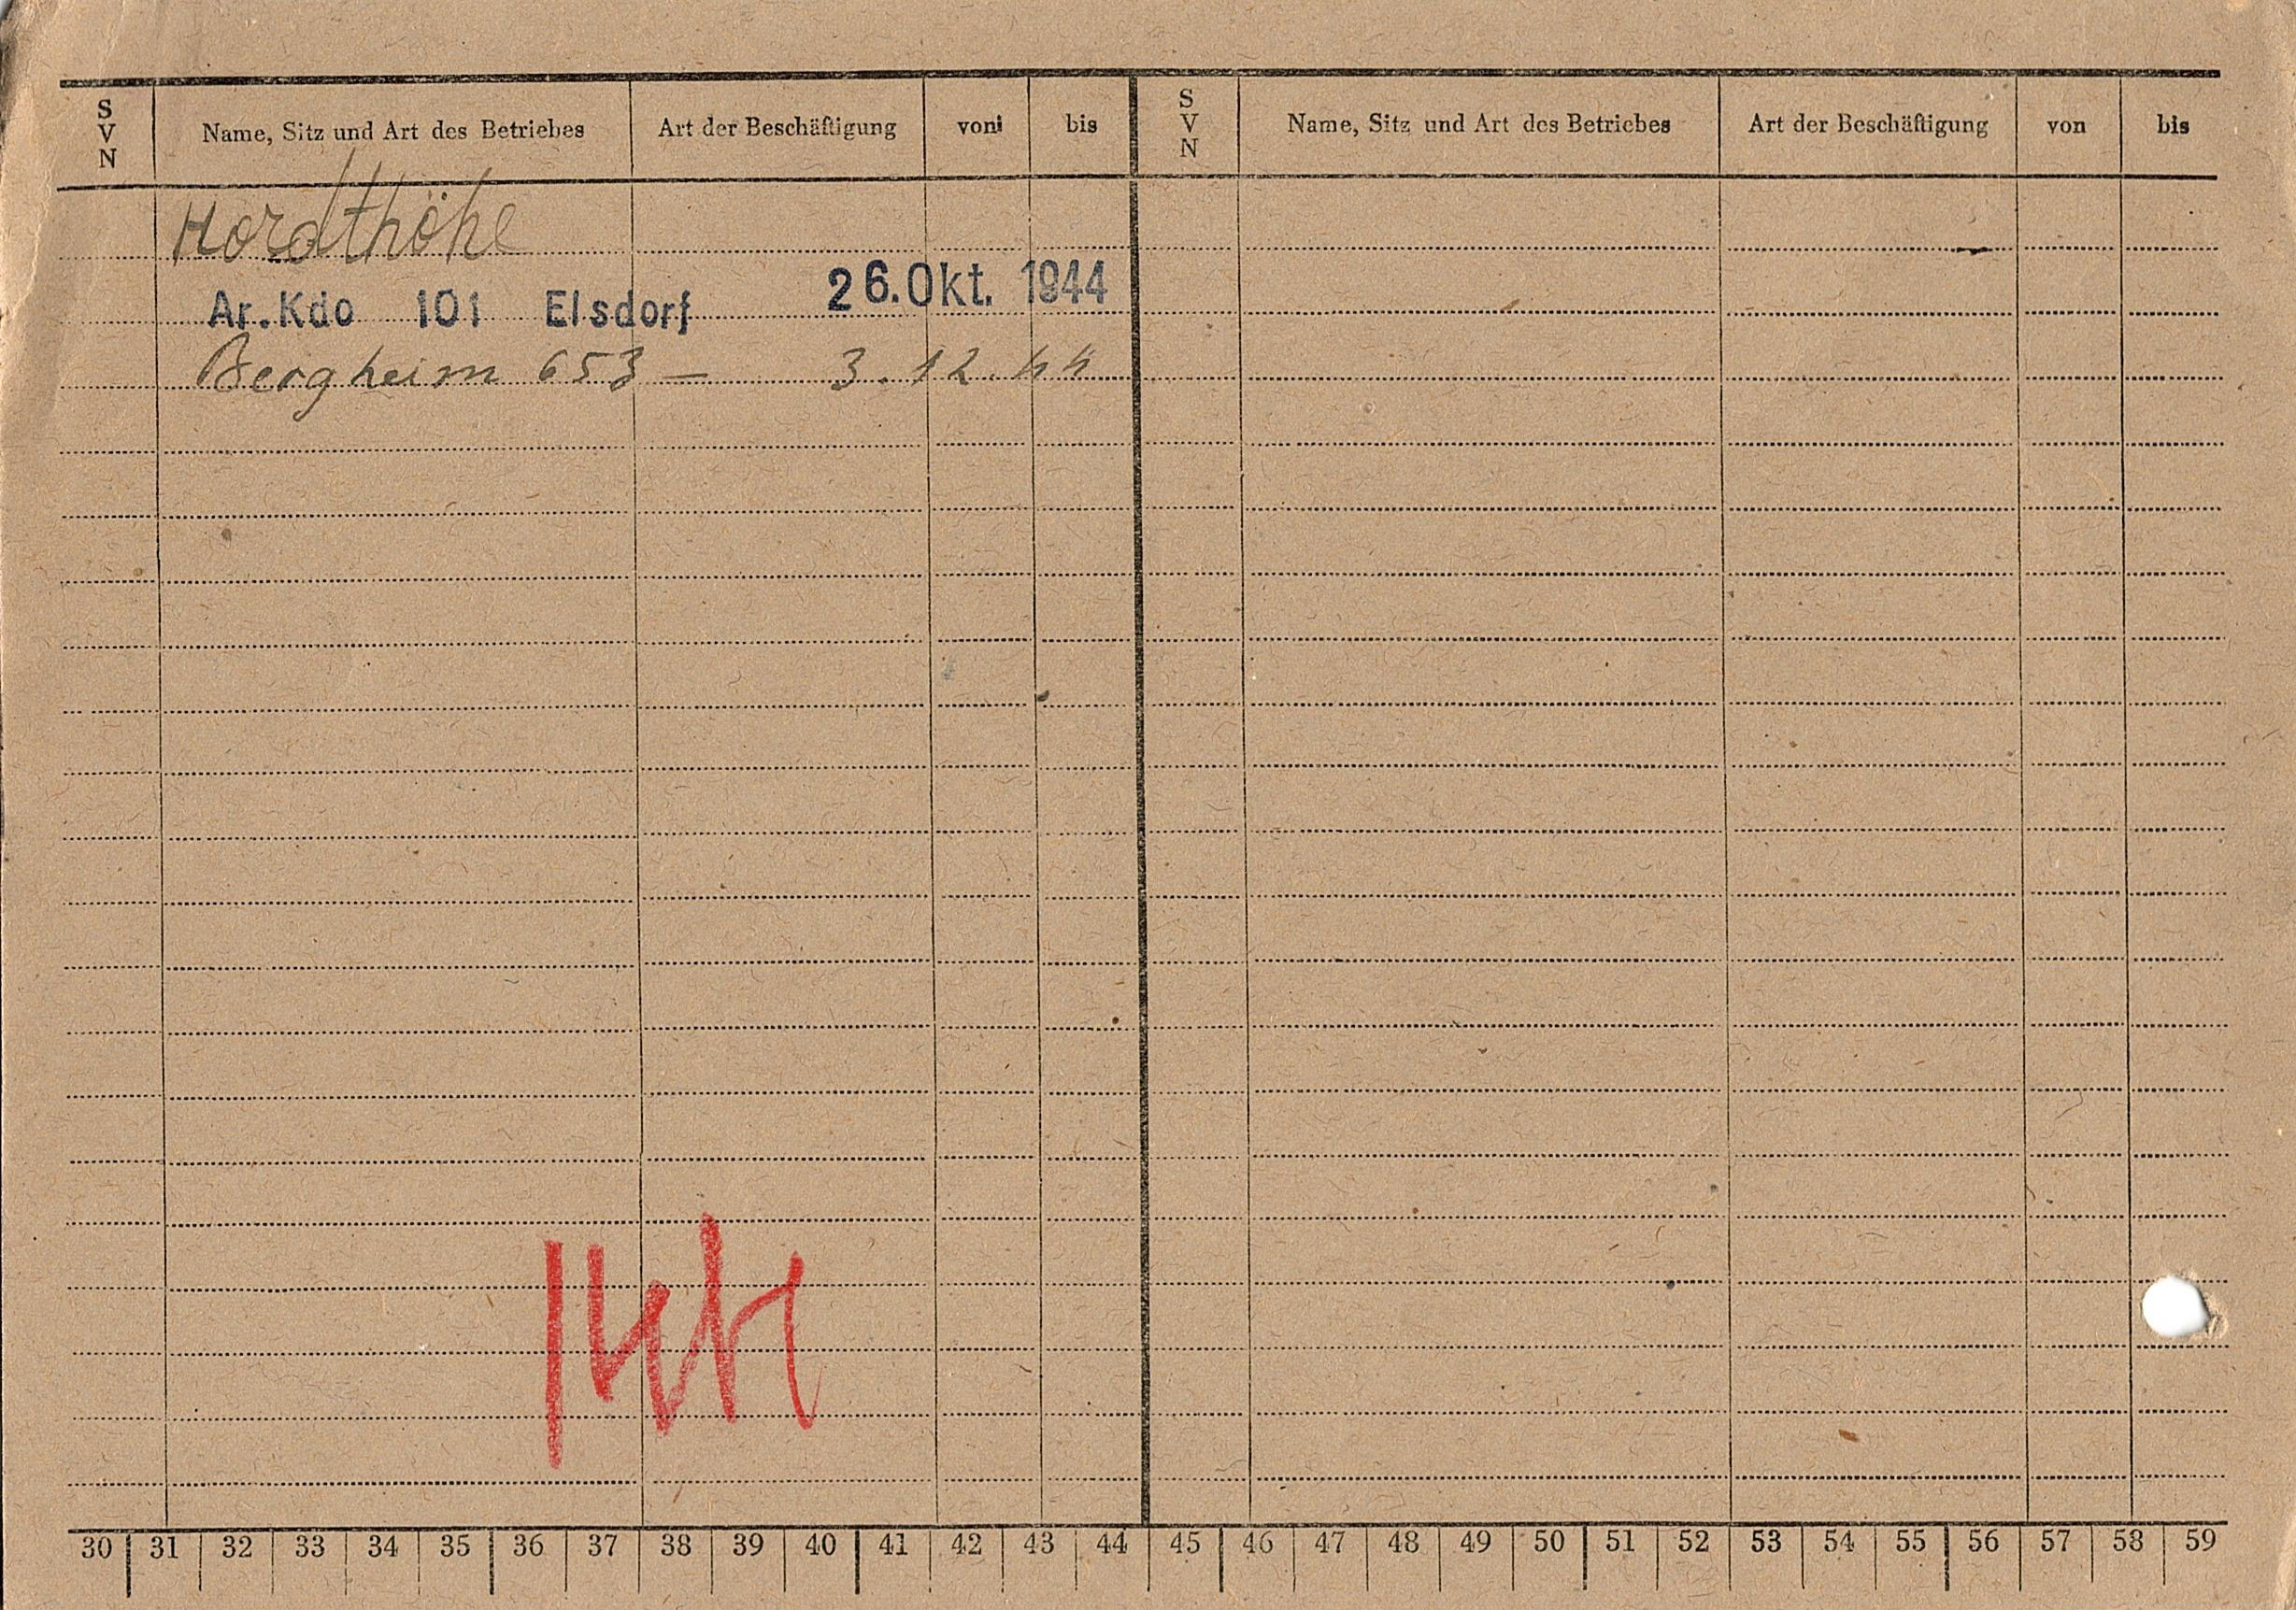 S V N Name, Sitz und Art des Betriebes Art der Beschäftigung von bis S V N Name, Sitz und Art des Betriebes Art der Beschäftigung von bis
Hordthöhe
Ar.Kdo 101 Elsdorf 26.Okt. 1944
Bergheim 653 — 3.12.44
30 31 32 33 34 35 36 37 38 39 40 41 42 43 44 45 46 47 48 49 50 51 52 53 54 55 56 57 58 59